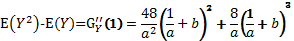 E(Y²)-E(Y)=G″_Y(1) = 48/a² (1/a + b)² + 8/a (1/a + b)³